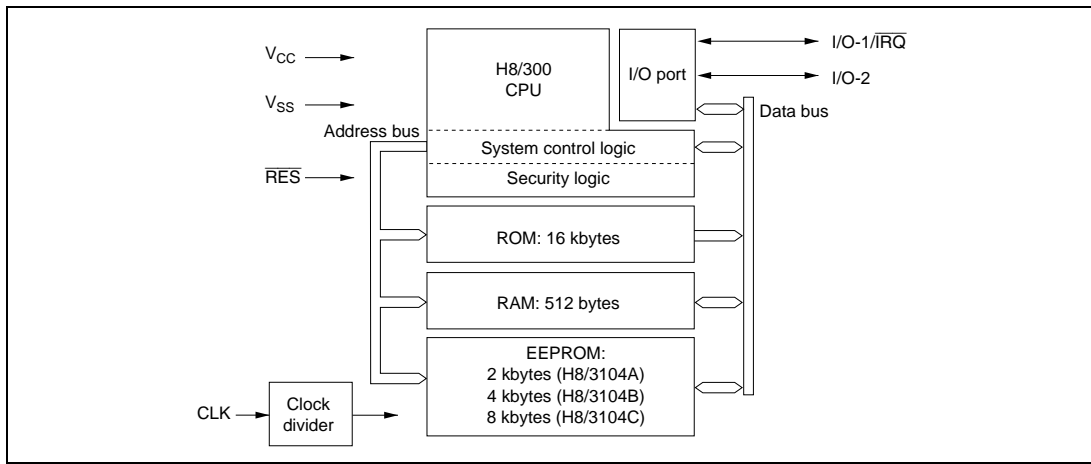 V_CC
V_SS
R̅E̅S̅
CLK
Clock
divider
Address bus
H8/300
CPU
System control logic
Security logic
I/O port
I/O-1/I̅R̅Q̅
I/O-2
Data bus
ROM: 16 kbytes
RAM: 512 bytes
EEPROM:
2 kbytes (H8/3104A)
4 kbytes (H8/3104B)
8 kbytes (H8/3104C)